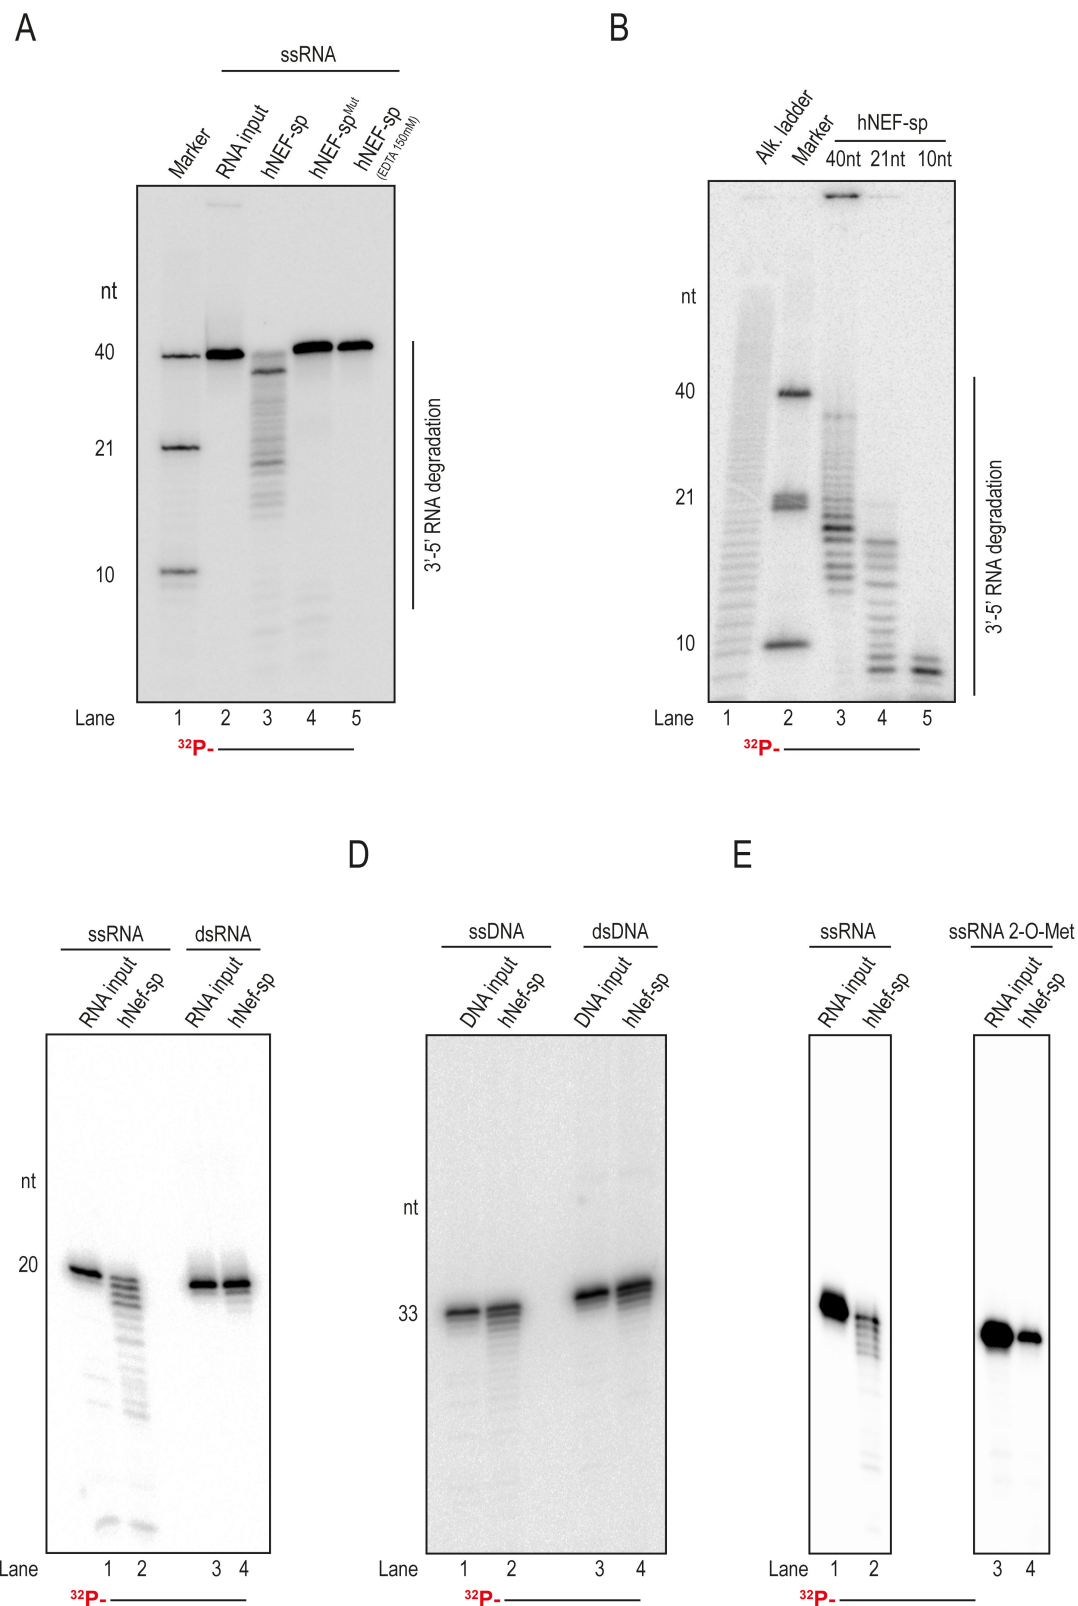 A
ssRNA
Marker
RNA input
hNEF-sp
hNEF-spMut
hNEF-sp
(EDTA 150mM)
nt
40
21
10
3'-5' RNA degradation
Lane 1 2 3 4 5
32P-
B
Alk. ladder
Marker
hNEF-sp
40nt 21nt 10nt
nt
40
21
10
3'-5' RNA degradation
Lane 1 2 3 4 5
32P-
ssRNA dsRNA
RNA input
hNef-sp
RNA input
hNef-sp
nt
20
Lane 1 2 3 4
32P-
D
ssDNA dsDNA
DNA input
hNef-sp
DNA input
hNef-sp
nt
33
Lane 1 2 3 4
32P-
E
ssRNA ssRNA 2-O-Met
RNA input
hNef-sp
RNA input
hNef-sp
Lane 1 2 3 4
32P-